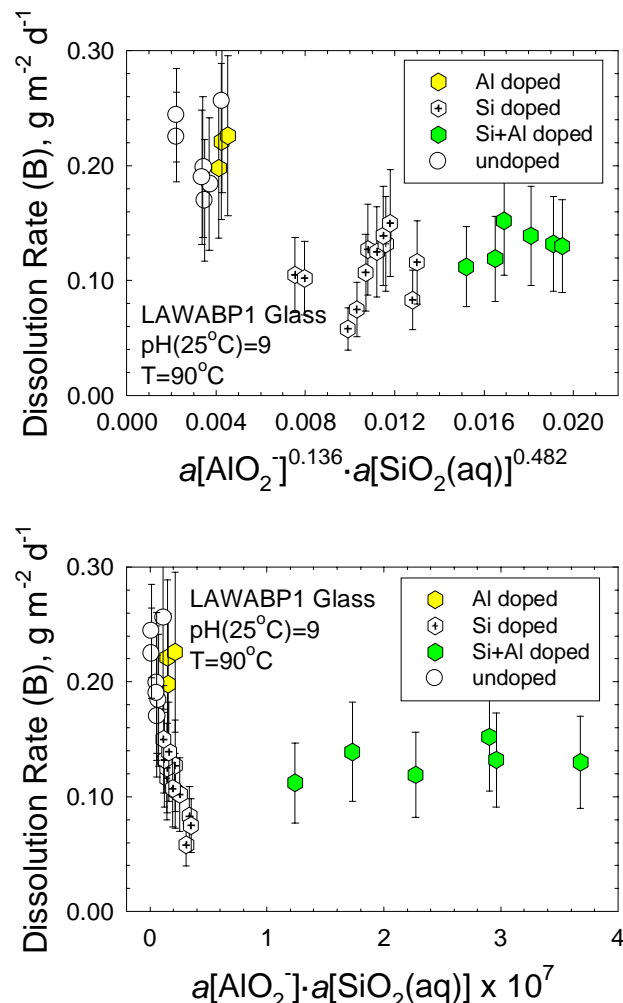 Dissolution Rate (B), g m⁻² d⁻¹
0.30
0.20
0.10
0.00
Al doped
Si doped
Si+Al doped
undoped
LAWABP1 Glass
pH(25°C)=9
T=90°C
0.000 0.004 0.008 0.012 0.016 0.020
a[AlO₂⁻]⁰·¹³⁶·a[SiO₂(aq)]⁰·⁴⁸²
Dissolution Rate (B), g m⁻² d⁻¹
0.30
0.20
0.10
0.00
LAWABP1 Glass
pH(25°C)=9
T=90°C
Al doped
Si doped
Si+Al doped
undoped
0 1 2 3 4
a[AlO₂⁻]·a[SiO₂(aq)] x 10⁷